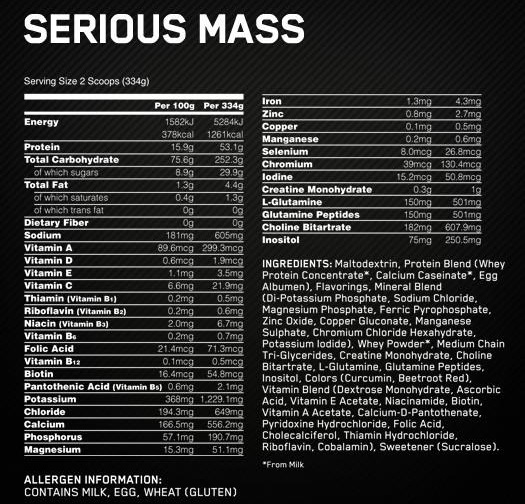 SERIOUS MASS
Serving Size 2 Scoops (334g)
Per 100g Per 334g
Energy 1582kJ 5284kJ
378kcal 1261kcal
Protein 15.9g 53.1g
Total Carbohydrate 75.6g 252.3g
of which sugars 8.9g 29.9g
Total Fat 1.3g 4.4g
of which saturates 0.4g 1.3g
of which trans fat 0g 0g
Dietary Fiber 0g 0g
Sodium 181mg 605mg
Vitamin A 89.6mcg 299.3mcg
Vitamin D 0.6mcg 1.9mcg
Vitamin E 1.1mg 3.5mg
Vitamin C 6.6mg 21.9mg
Thiamin (Vitamin B1) 0.2mg 0.5mg
Riboflavin (Vitamin B2) 0.2mg 0.6mg
Niacin (Vitamin B3) 2.0mg 6.7mg
Vitamin B6 0.2mg 0.7mg
Folic Acid 21.4mcg 71.3mcg
Vitamin B12 0.1mcg 0.5mcg
Biotin 16.4mcg 54.8mcg
Pantothenic Acid (Vitamin B5) 0.6mg 2.1mg
Potassium 368mg 1,229.1mg
Chloride 194.3mg 649mg
Calcium 166.5mg 556.2mg
Phosphorus 57.1mg 190.7mg
Magnesium 15.3mg 51.1mg
ALLERGEN INFORMATION:
CONTAINS MILK, EGG, WHEAT (GLUTEN)
Iron 1.3mg 4.3mg
Zinc 0.8mg 2.7mg
Copper 0.1mg 0.5mg
Manganese 0.2mg 0.6mg
Selenium 8.0mcg 26.8mcg
Chromium 39mcg 130.4mcg
Iodine 15.2mcg 50.8mcg
Creatine Monohydrate 0.3g 1g
L-Glutamine 150mg 501mg
Glutamine Peptides 150mg 501mg
Choline Bitartrate 182mg 607.9mg
Inositol 75mg 250.5mg
INGREDIENTS: Maltodextrin, Protein Blend (Whey
Protein Concentrate*, Calcium Caseinate*, Egg
Albumen), Flavorings, Mineral Blend
(Di-Potassium Phosphate, Sodium Chloride,
Magnesium Phosphate, Ferric Pyrophosphate,
Zinc Oxide, Copper Gluconate, Manganese
Sulphate, Chromium Chloride Hexahydrate,
Potassium Iodide), Whey Powder*, Medium Chain
Tri-Glycerides, Creatine Monohydrate, Choline
Bitartrate, L-Glutamine, Glutamine Peptides,
Inositol, Colors (Curcumin, Beetroot Red),
Vitamin Blend (Dextrose Monohydrate, Ascorbic
Acid, Vitamin E Acetate, Niacinamide, Biotin,
Vitamin A Acetate, Calcium-D-Pantothenate,
Pyridoxine Hydrochloride, Folic Acid,
Cholecalciferol, Thiamin Hydrochloride,
Riboflavin, Cobalamin), Sweetener (Sucralose).
*From Milk